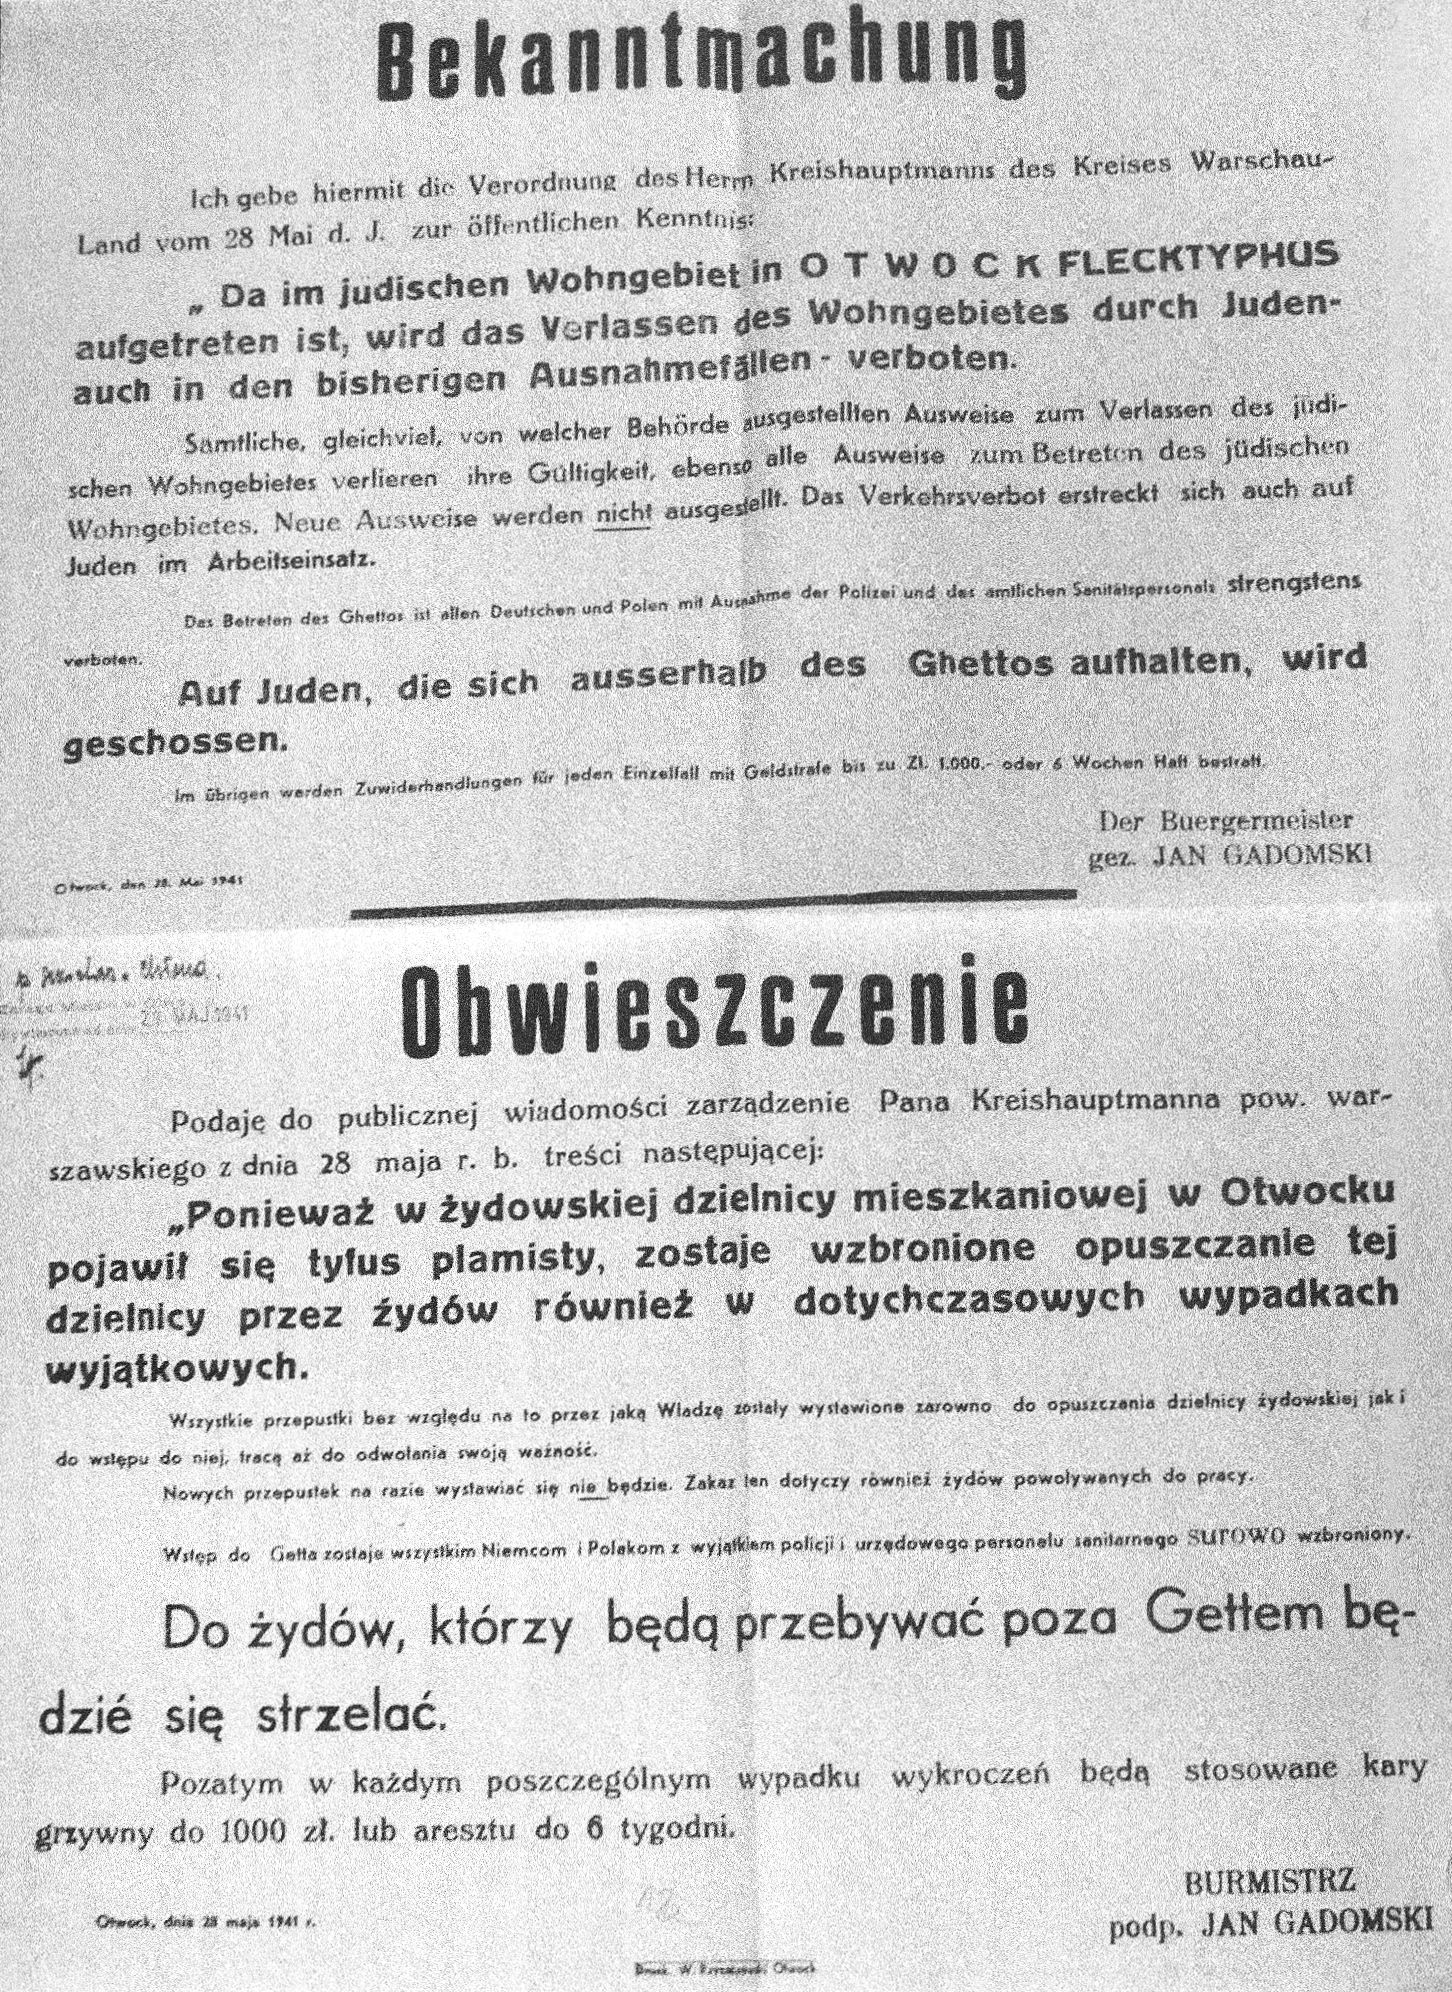 Bekanntmachung
Ich gebe hiermit die Verordnung des Herrn Kreishauptmanns des Kreises Warschau-
Land vom 28 Mai d. J. zur öffentlichen Kenntnis:
„ Da im jüdischen Wohngebiet in O T W O C K FLECKTYPHUS
aufgetreten ist, wird das Verlassen des Wohngebietes durch Juden-
auch in den bisherigen Ausnahmefällen - verboten.
Samtliche, gleichviel, von welcher Behörde ausgestellten Ausweise zum Verlassen des jüdi-
schen Wohngebietes verlieren ihre Gültigkeit, ebenso alle Ausweise zum Betreten des jüdischen
Wohngebietes. Neue Ausweise werden nicht ausgestellt. Das Verkehrsverbot erstreckt sich auch auf
Juden im Arbeitseinsatz.
Das Betreten des Ghettos ist allen Deutschen und Polen mit Ausnahme der Polizei und des amtlichen Sanitätspersonals strengstens
verboten.
Auf Juden, die sich ausserhalb des Ghettos aufhalten, wird
geschossen.
Im übrigen werden Zuwiderhandlungen für jeden Einzelfall mit Geldstrafe bis zu Zl. 1.000.- oder 6 Wochen Haft bestraft.
Der Buergermeister
gez. JAN GADOMSKI
Otwock, den 28. Mai 1941
MAJ 1941
Obwieszczenie
Podaję do publicznej wiadomości zarządzenie Pana Kreishauptmanna pow. war-
szawskiego z dnia 28 maja r. b. treści następującej:
„Ponieważ w żydowskiej dzielnicy mieszkaniowej w Otwocku
pojawił się tyfus plamisty, zostaje wzbronione opuszczanie tej
dzielnicy przez żydów również w dotychczasowych wypadkach
wyjątkowych.
Wszystkie przepustki bez względu na to przez jaką Władzę zostały wystawione zarowno do opuszczania dzielnicy żydowskiej jak i
do wstępu do niej, tracą aż do odwołania swoją ważność.
Nowych przepustek na razie wystawiać się nie będzie. Zakaz ten dotyczy również żydów powoływanych do pracy.
Wstęp do Getta zostaje wszystkim Niemcom i Polakom z wyjątkiem policji i urzędowego personelu sanitarnego surowo wzbroniony.
Do żydów, którzy będą przebywać poza Gettem bę-
dzié się strzelać.
Pozatym w każdym poszczególnym wypadku wykroczeń będą stosowane kary
grzywny do 1000 zł. lub aresztu do 6 tygodni.
BURMISTRZ
podp. JAN GADOMSKI
Otwock, dnia 28 maja 1941 r.
Druk. W. Otwock